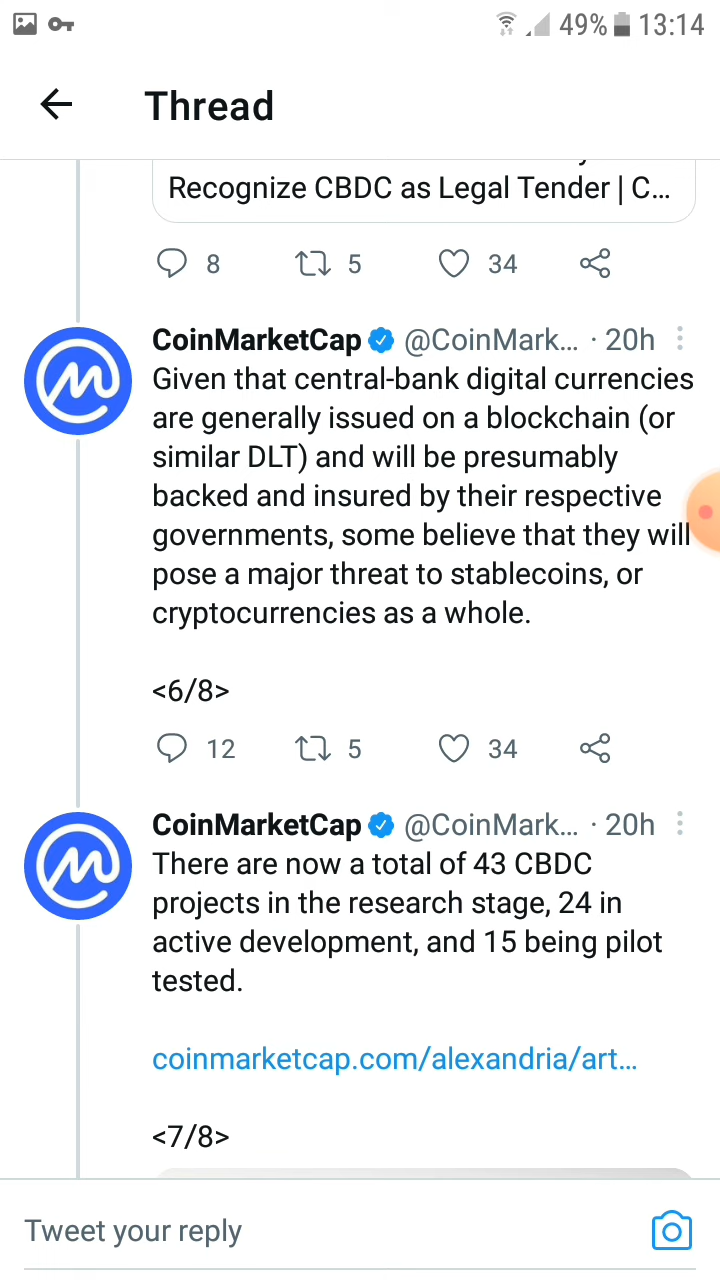 49% 13:14
Thread
Recognize CBDC as Legal Tender | C...
8 5 34
CoinMarketCap @CoinMark... · 20h
Given that central-bank digital currencies
are generally issued on a blockchain (or
similar DLT) and will be presumably
backed and insured by their respective
governments, some believe that they will
pose a major threat to stablecoins, or
cryptocurrencies as a whole.
<6/8>
12 5 34
CoinMarketCap @CoinMark... · 20h
There are now a total of 43 CBDC
projects in the research stage, 24 in
active development, and 15 being pilot
tested.
coinmarketcap.com/alexandria/art...
<7/8>
Tweet your reply